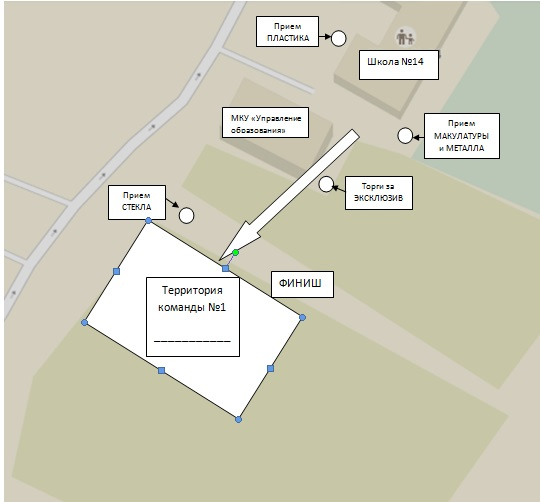 Прием
ПЛАСТИКА
Школа №14
МКУ «Управление
образования»
Прием
МАКУЛАТУРЫ
и МЕТАЛЛА
Прием
СТЕКЛА
Торги за
ЭКСКЛЮЗИВ
ФИНИШ
Территория
команды №1
___________